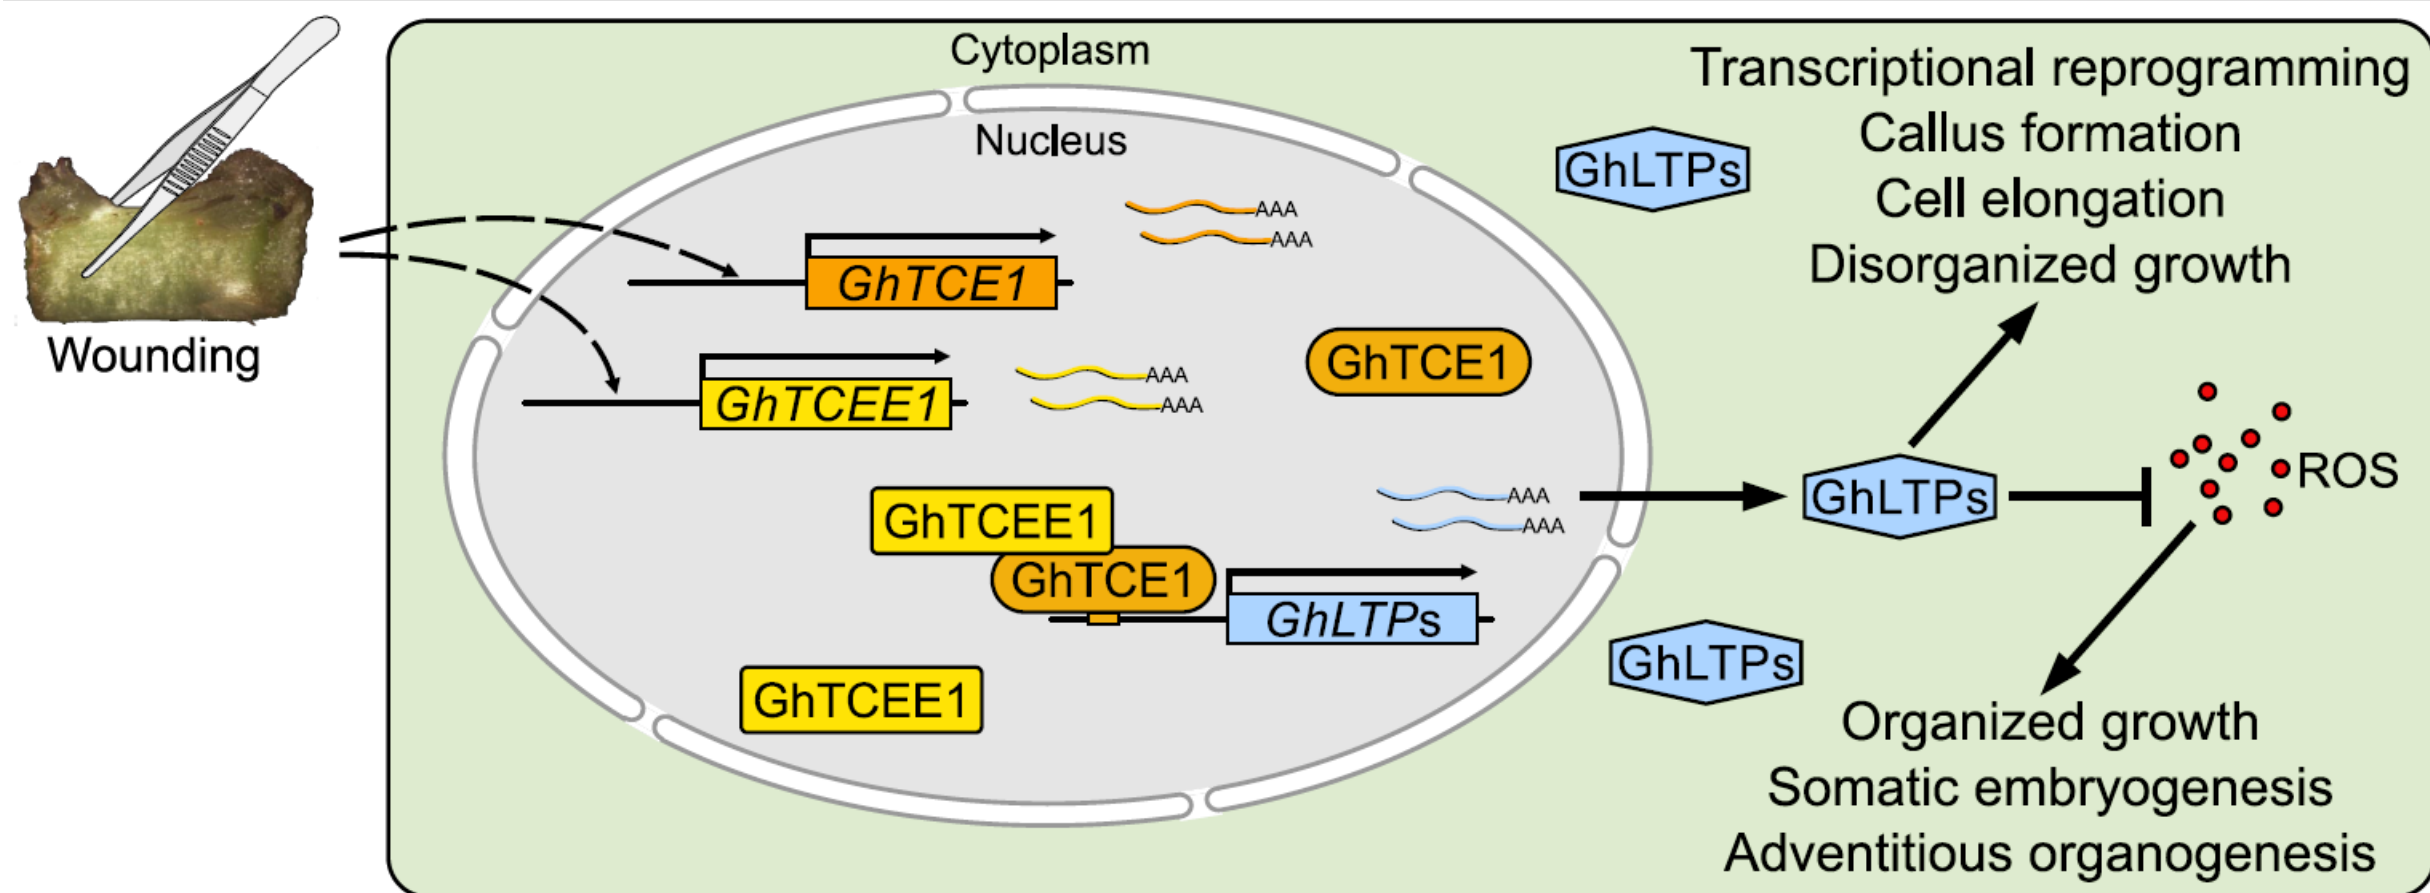 Cytoplasm
Nucleus
Wounding
AAA
AAA
GhTCE1
GhTCE1
AAA
AAA
GhTCEE1
GhTCEE1
GhTCE1
AAA
AAA
GhLTPs
GhTCEE1
GhLTPs
Transcriptional reprogramming
Callus formation
Cell elongation
Disorganized growth
GhLTPs
ROS
GhLTPs
Organized growth
Somatic embryogenesis
Adventitious organogenesis